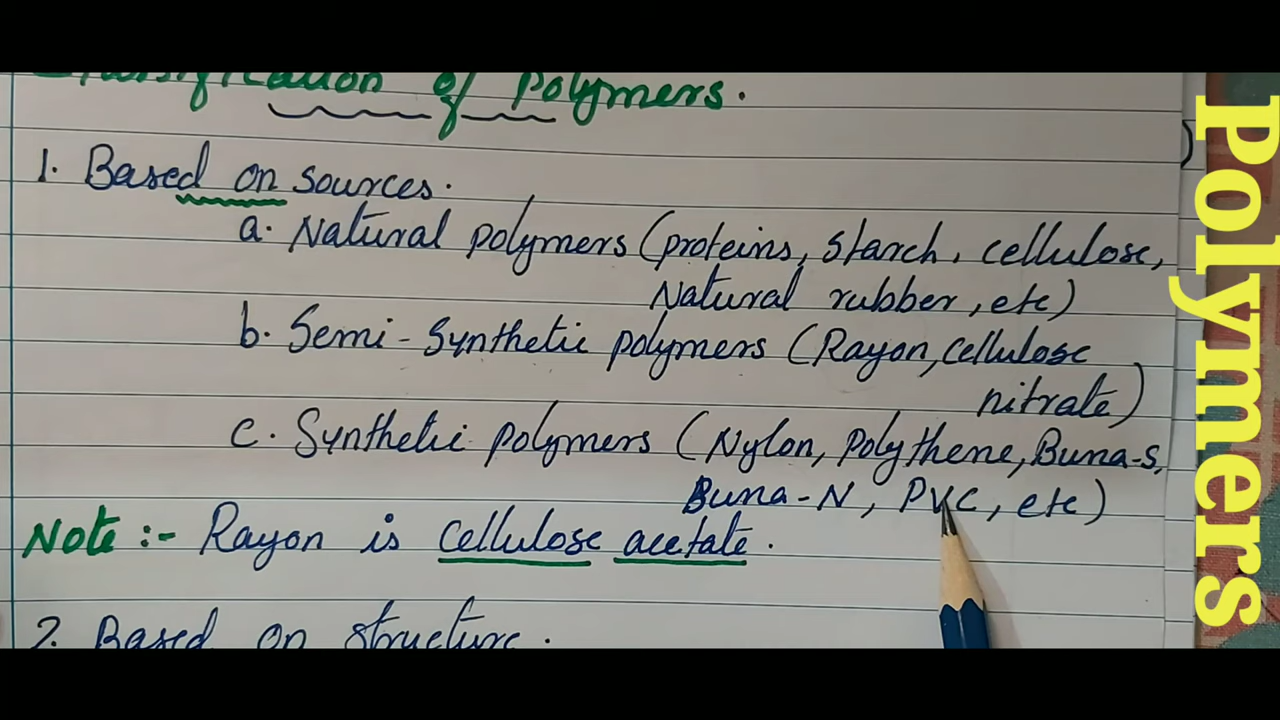 Classification of Polymers.
1. Based on sources.
a. Natural polymers (proteins, starch, cellulose,
Natural rubber, etc)
b. Semi-Synthetic polymers (Rayon, cellulose
nitrate)
c. Synthetic polymers (Nylon, Polythene, Buna-S,
Buna-N, PVC, etc)
Note :- Rayon is cellulose acetate.
2. Based on structure.
Polymers